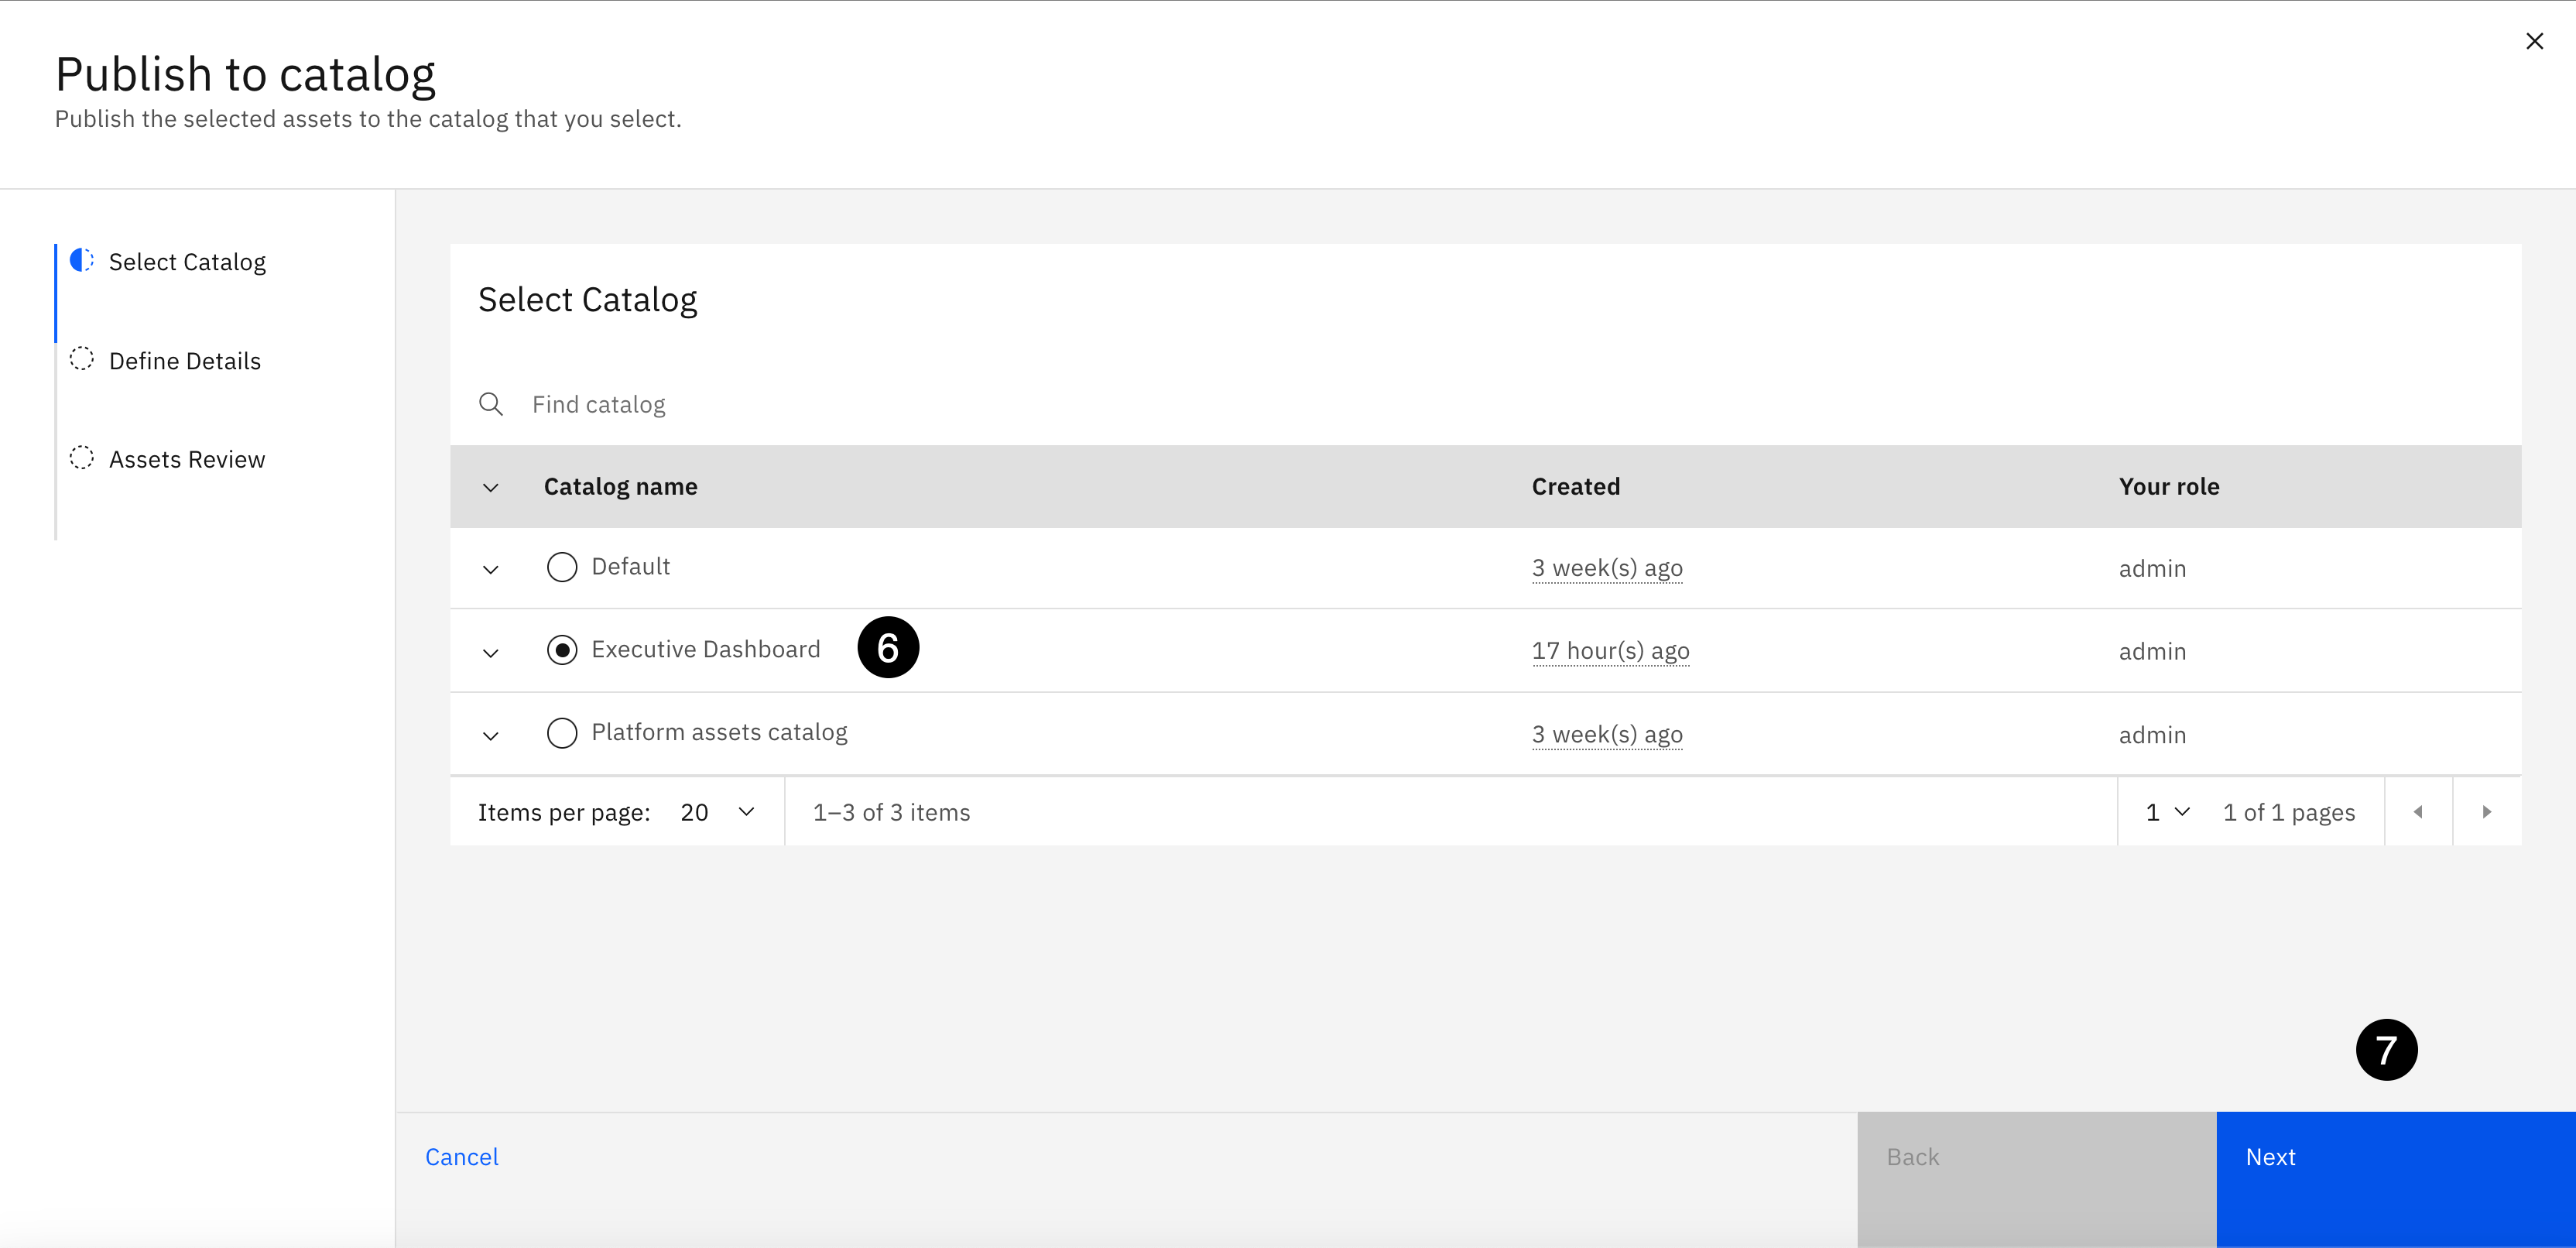 Publish to catalog
Publish the selected assets to the catalog that you select.
Select Catalog
Define Details
Assets Review
Select Catalog
Find catalog
Catalog name Created Your role
Default 3 week(s) ago admin
Executive Dashboard 6 17 hour(s) ago admin
Platform assets catalog 3 week(s) ago admin
Items per page: 20 1–3 of 3 items 1 1 of 1 pages
7
Cancel Back Next